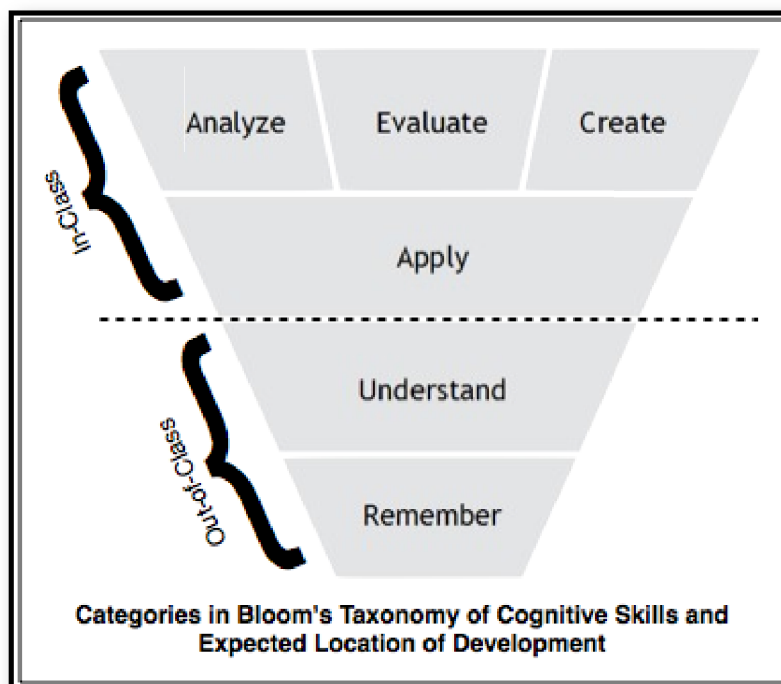 Analyze Evaluate Create
In-Class
Apply
Understand
Out-of-Class
Remember
Categories in Bloom's Taxonomy of Cognitive Skills and
Expected Location of Development